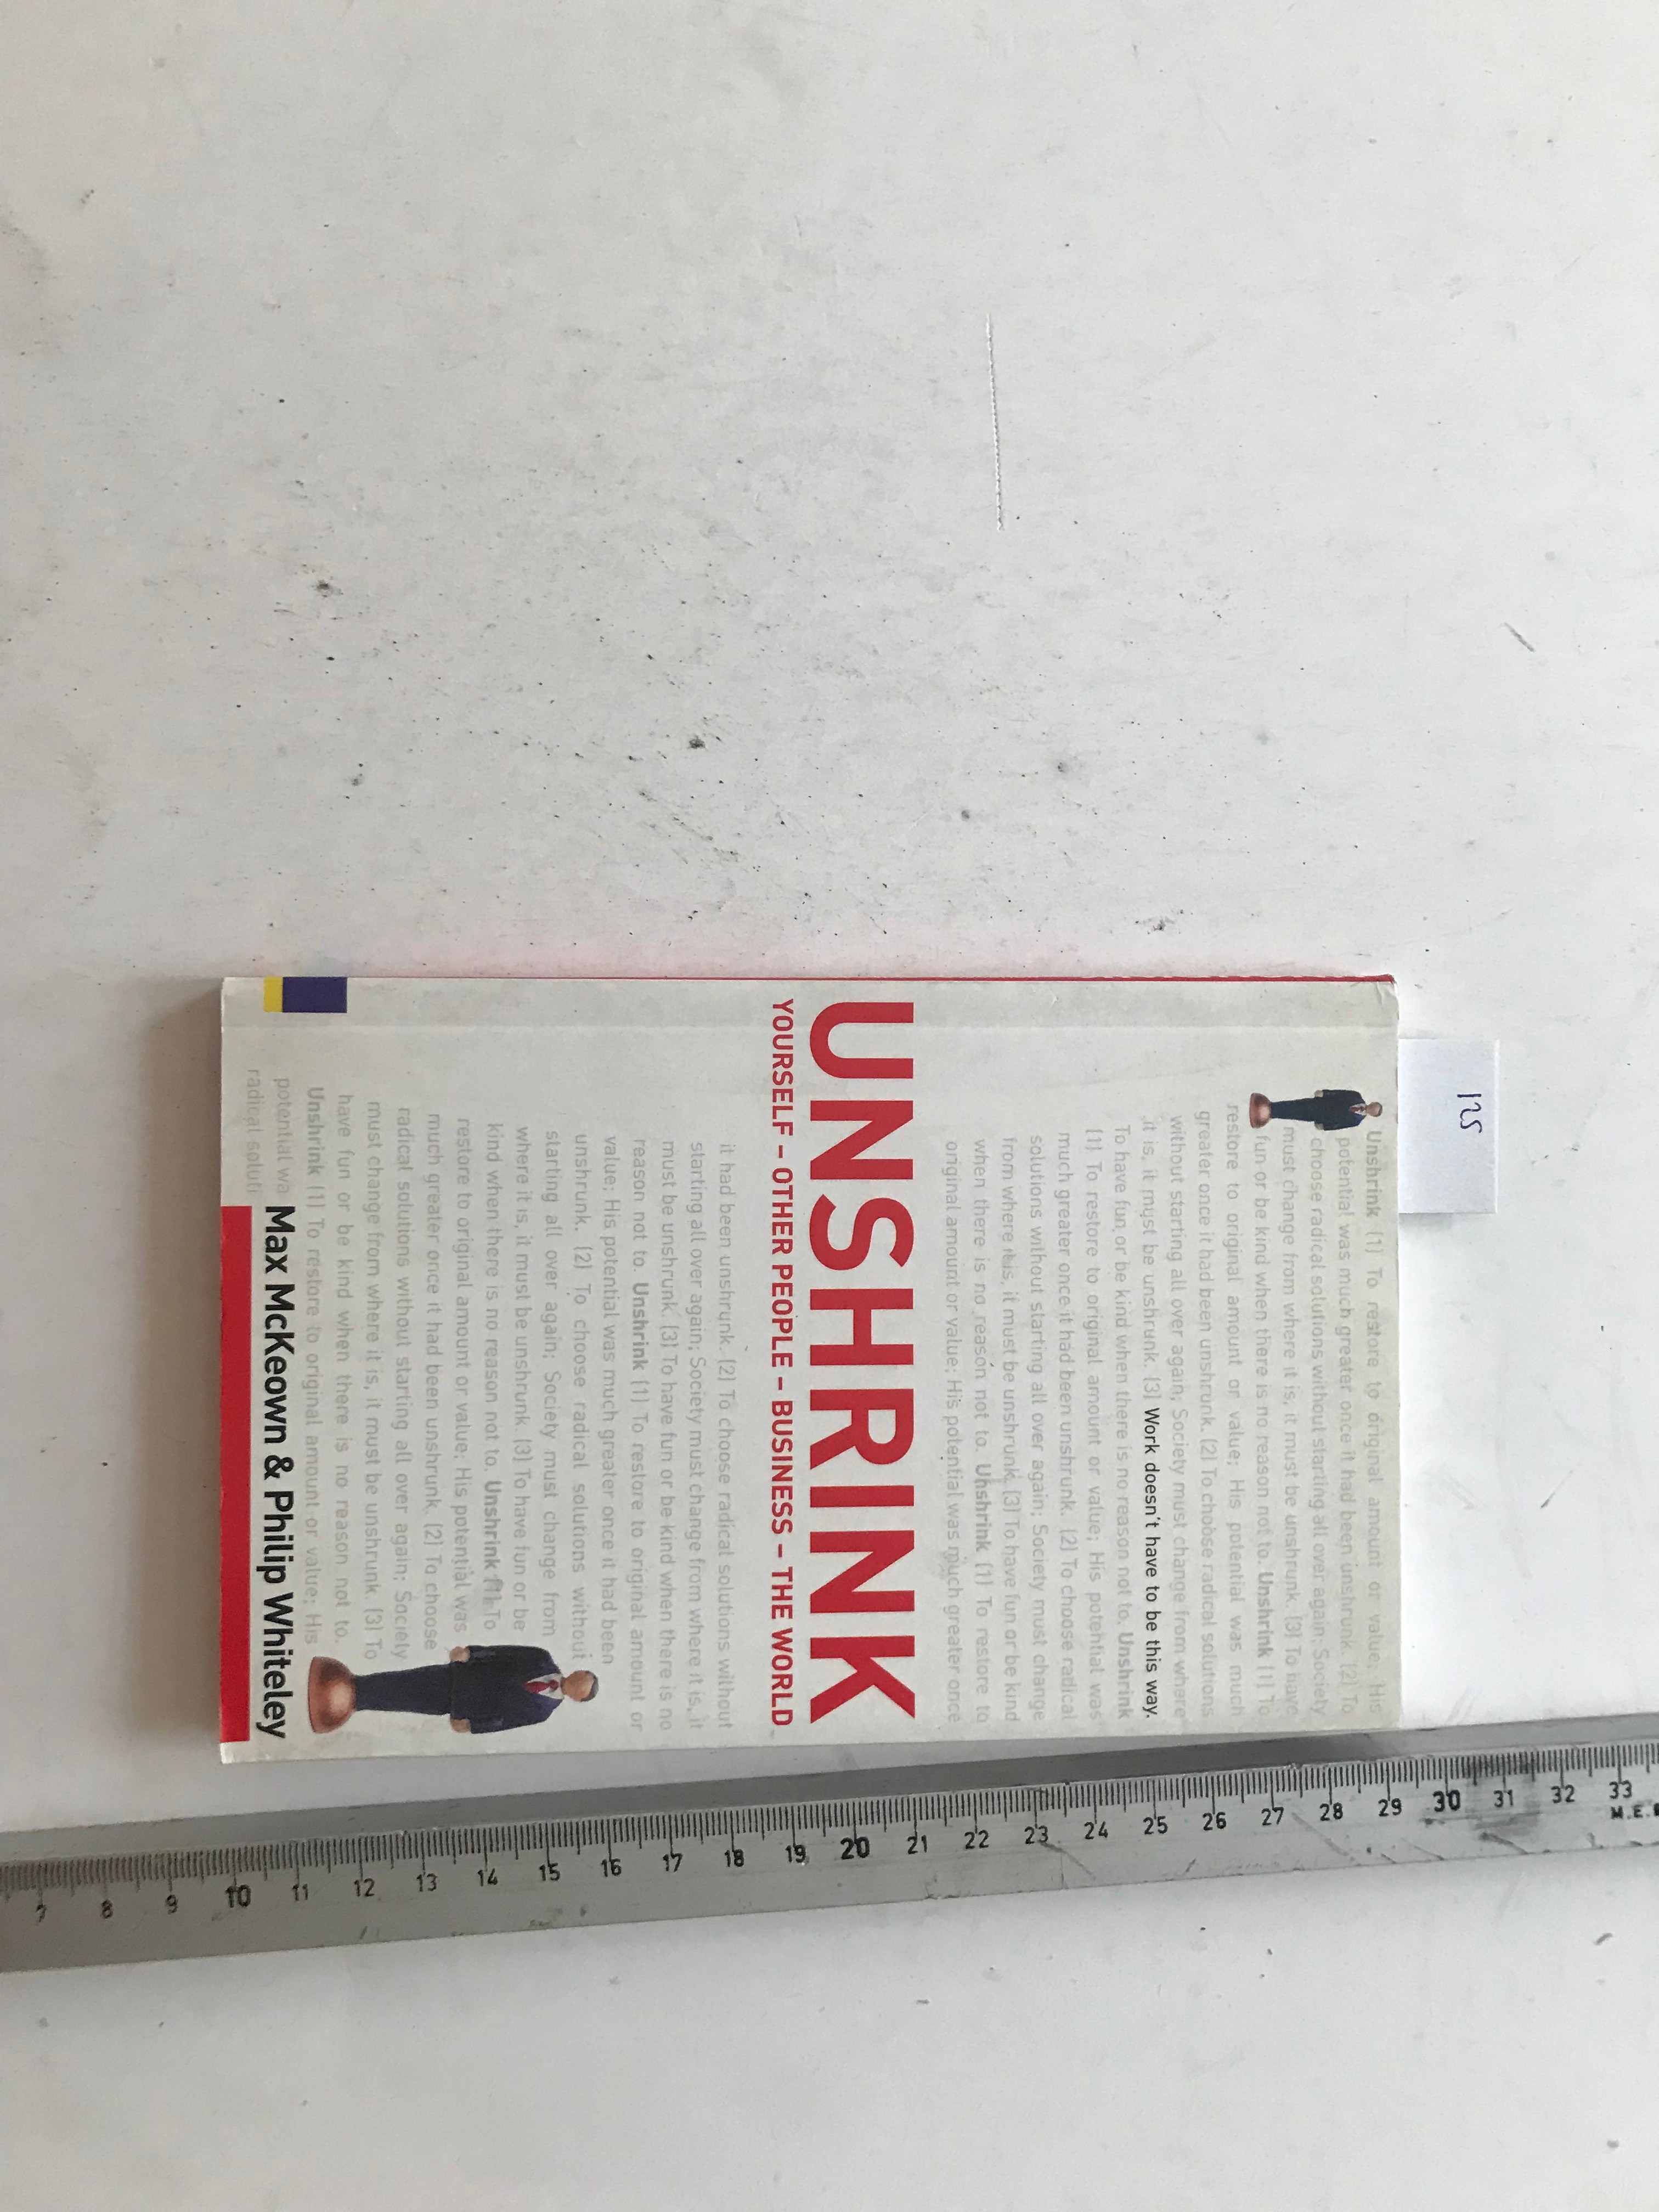 125
Unshrink (1) To restore to original amount or value; His
potential was much greater once it had been unshrunk. (2) To
choose radical solutions without starting all over again; Society
must change from where it is, it must be unshrunk. (3) To have
fun or be kind when there is no reason not to. Unshrink (1) To
restore to original amount or value; His potential was much
greater once it had been unshrunk. (2) To choose radical solutions
without starting all over again; Society must change from where
it is, it must be unshrunk. (3) Work doesn't have to be this way.
To have fun or be kind when there is no reason not to. Unshrink
(1) To restore to original amount or value; His potential was
much greater once it had been unshrunk. (2) To choose radical
solutions without starting all over again; Society must change
from where this, it must be unshrunk. (3) To have fun or be kind
when there is no reason not to. Unshrink (1) To restore to
original amount or value; His potential was much greater once
UNSHRINK
YOURSELF – OTHER PEOPLE – BUSINESS – THE WORLD
it had been unshrunk. (2) To choose radical solutions without
starting all over again; Society must change from where it is, it
must be unshrunk. (3) To have fun or be kind when there is no
reason not to. Unshrink (1) To restore to original amount or
value; His potential was much greater once it had been
unshrunk. (2) To choose radical solutions without
starting all over again; Society must change from
where it is, it must be unshrunk. (3) To have fun or be
kind when there is no reason not to. Unshrink (1) To
restore to original amount or value; His potential was
much greater once it had been unshrunk. (2) To choose
radical solutions without starting all over again; Society
must change from where it is, it must be unshrunk. (3) To
have fun or be kind when there is no reason not to.
Unshrink (1) To restore to original amount or value; His
potential wa
Max McKeown & Philip Whiteley
radical soluti
7 8 9 10 11 12 13 14 15 16 17 18 19 20 21 22 23 24 25 26 27 28 29 30 31 32 33